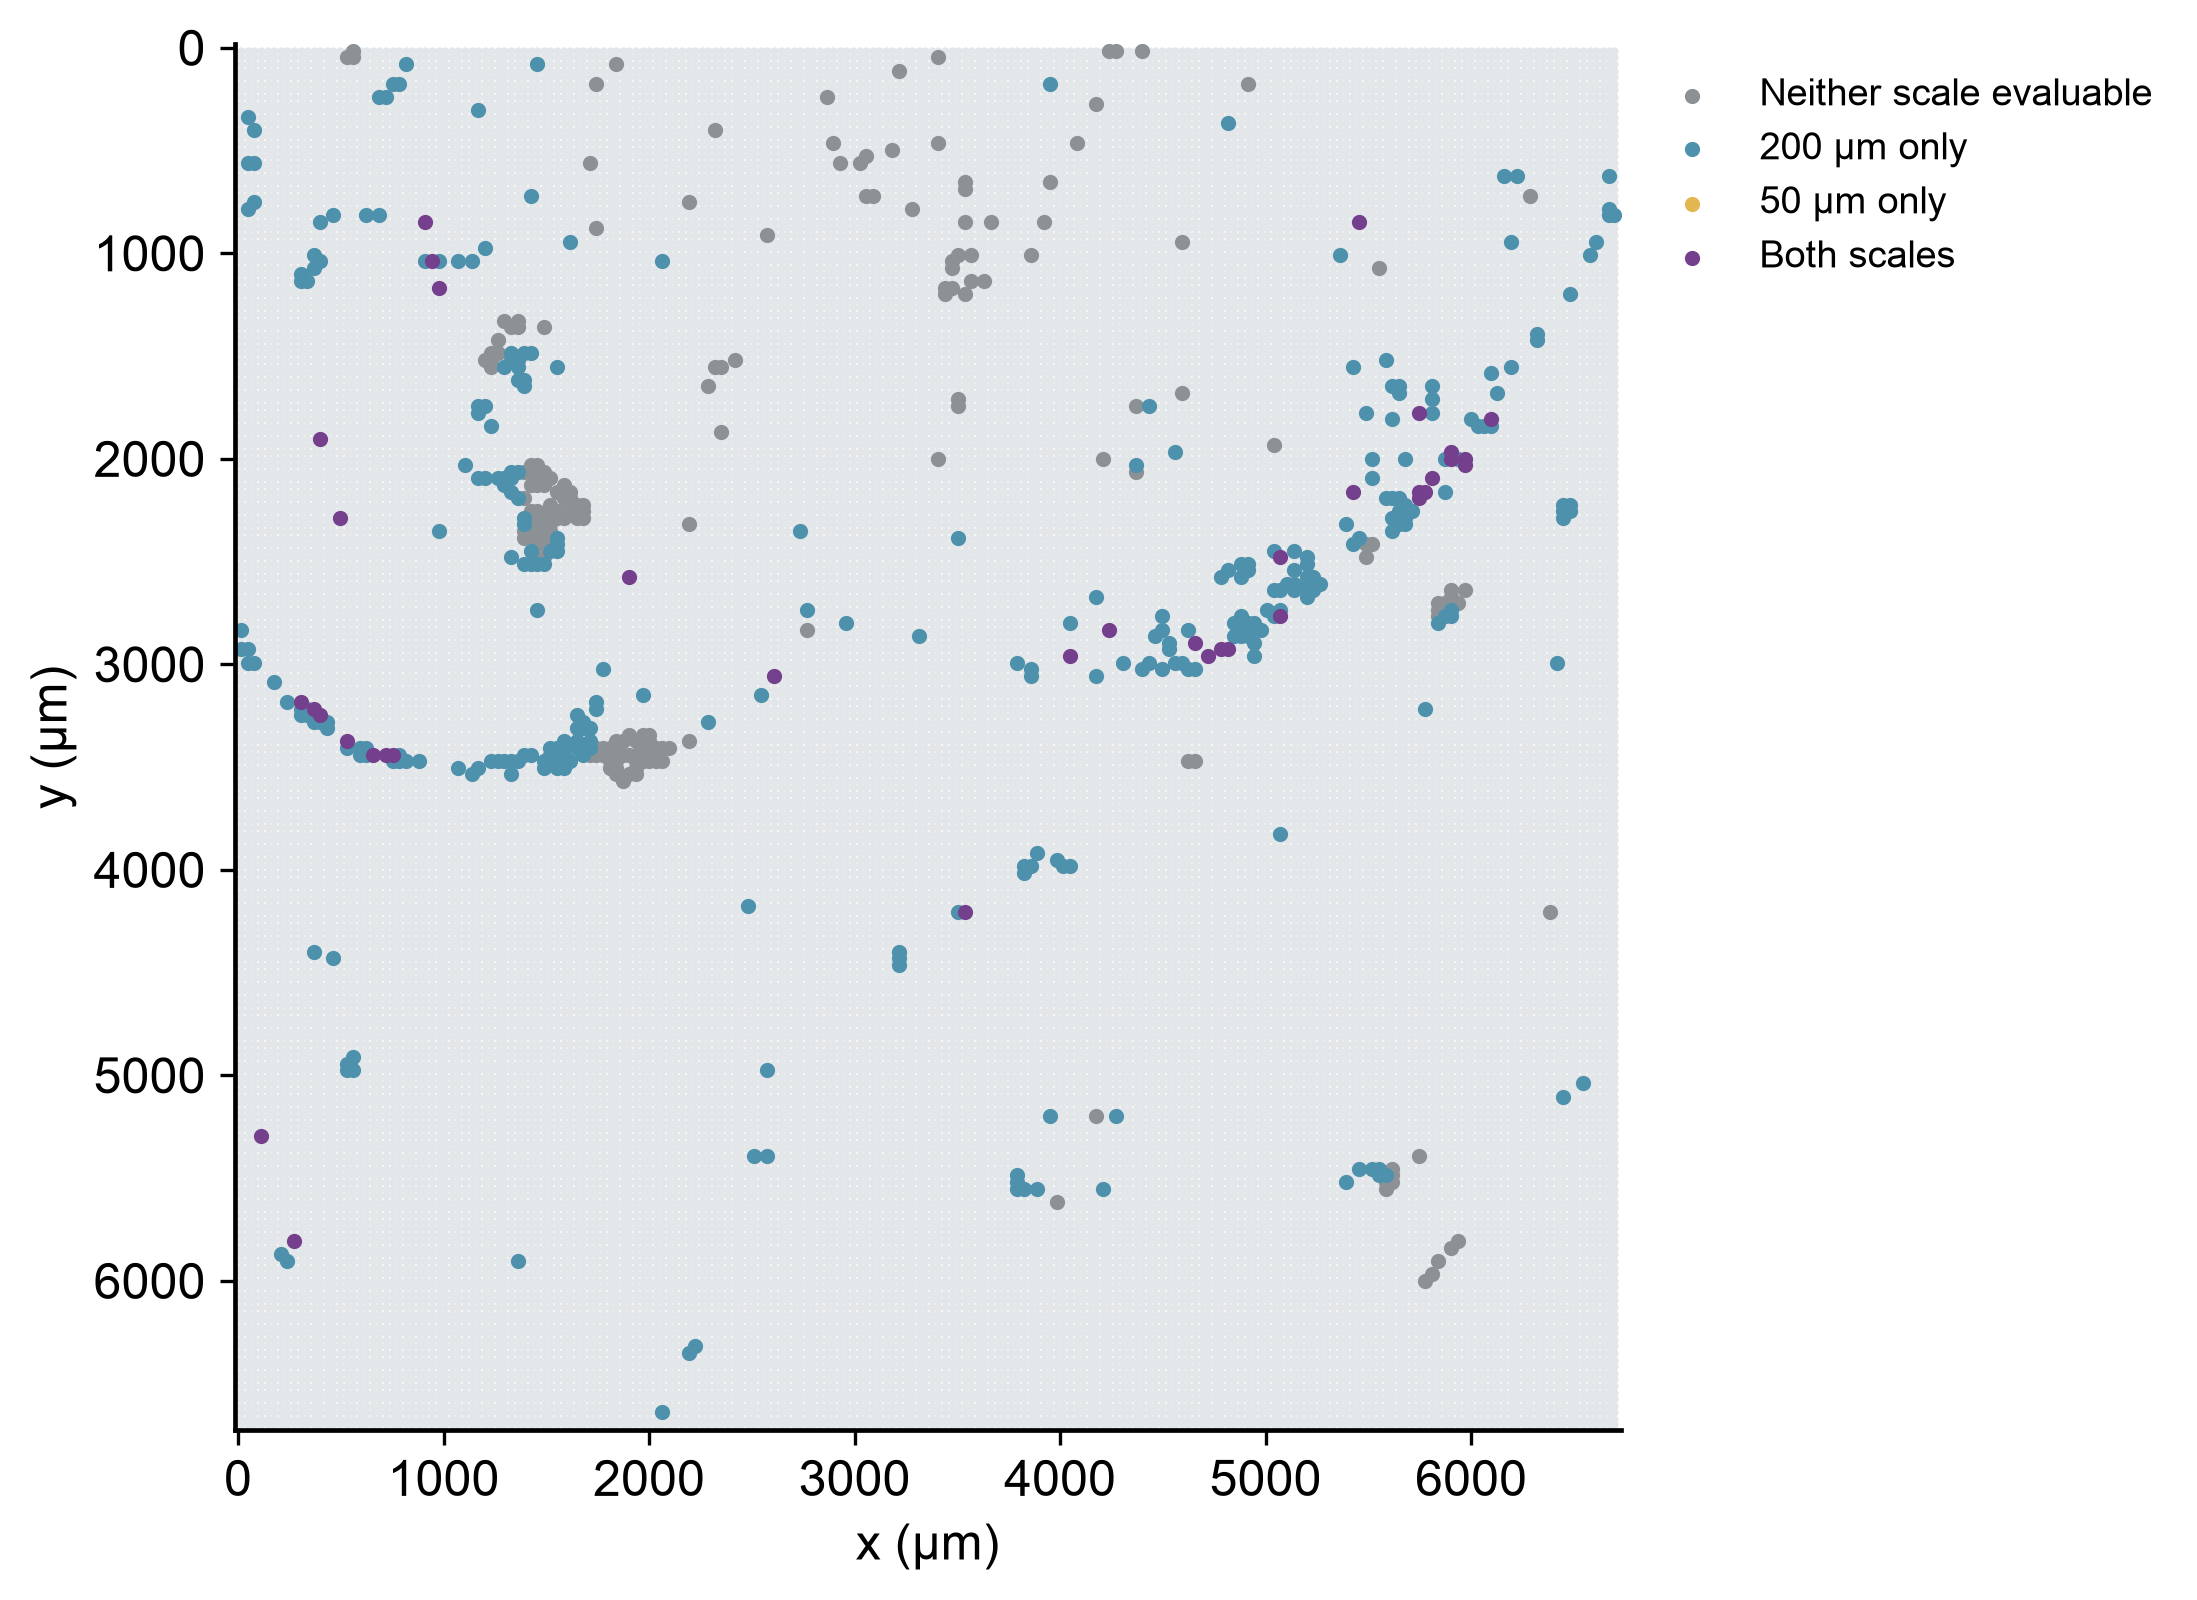 0
1000
2000
3000
4000
5000
6000
y (µm)
0 1000 2000 3000 4000 5000 6000
x (µm)
Neither scale evaluable
200 µm only
50 µm only
Both scales